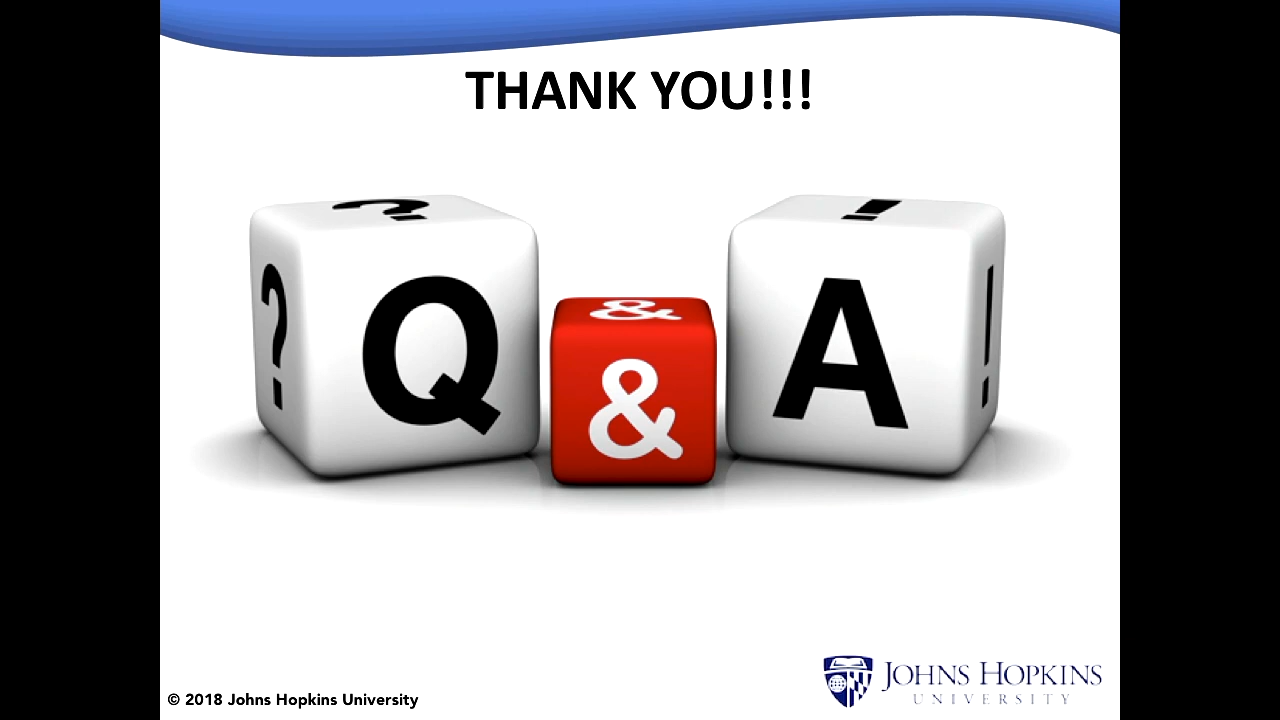 THANK YOU!!!
? !
&
? Q & A !
JOHNS HOPKINS
UNIVERSITY
© 2018 Johns Hopkins University